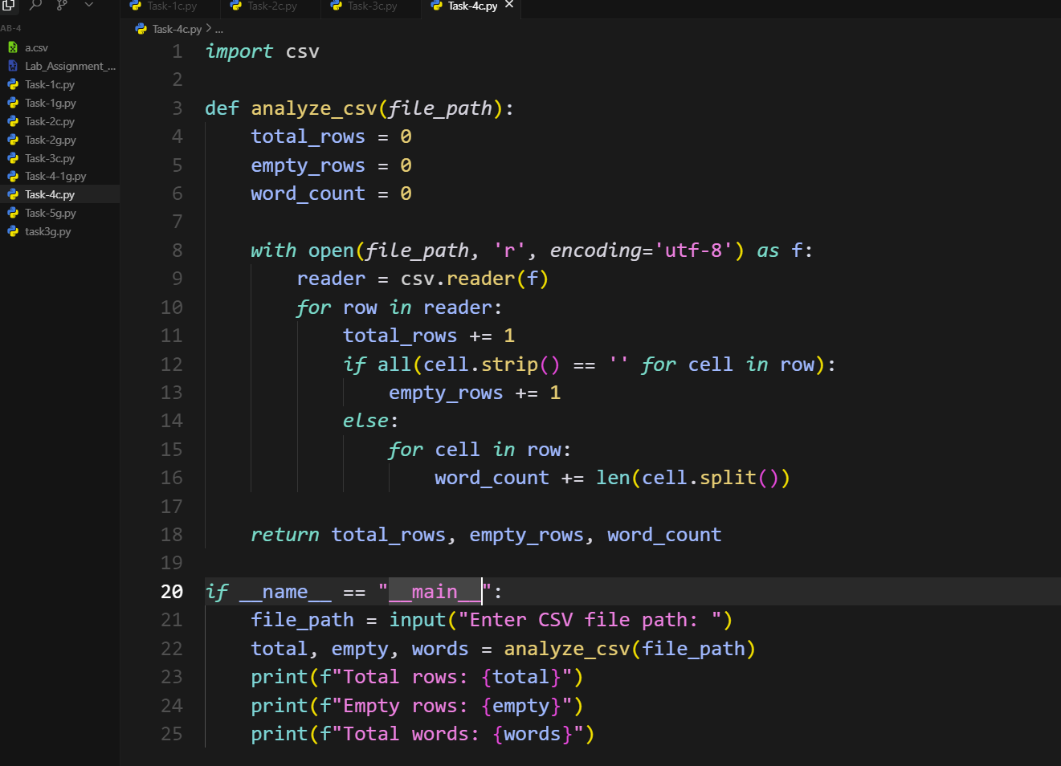 Task-1c.py
Task-2c.py
Task-3c.py
Task-4c.py
AB-4
a.csv
Lab_Assignment_...
Task-1c.py
Task-1g.py
Task-2c.py
Task-2g.py
Task-3c.py
Task-4-1g.py
Task-4c.py
Task-5g.py
task3g.py
Task-4c.py > ...
1 import csv
2
3 def analyze_csv(file_path):
4     total_rows = 0
5     empty_rows = 0
6     word_count = 0
7
8     with open(file_path, 'r', encoding='utf-8') as f:
9         reader = csv.reader(f)
10         for row in reader:
11             total_rows += 1
12             if all(cell.strip() == '' for cell in row):
13                 empty_rows += 1
14             else:
15                 for cell in row:
16                     word_count += len(cell.split())
17
18     return total_rows, empty_rows, word_count
19
20 if __name__ == "__main__":
21     file_path = input("Enter CSV file path: ")
22     total, empty, words = analyze_csv(file_path)
23     print(f"Total rows: {total}")
24     print(f"Empty rows: {empty}")
25     print(f"Total words: {words}")